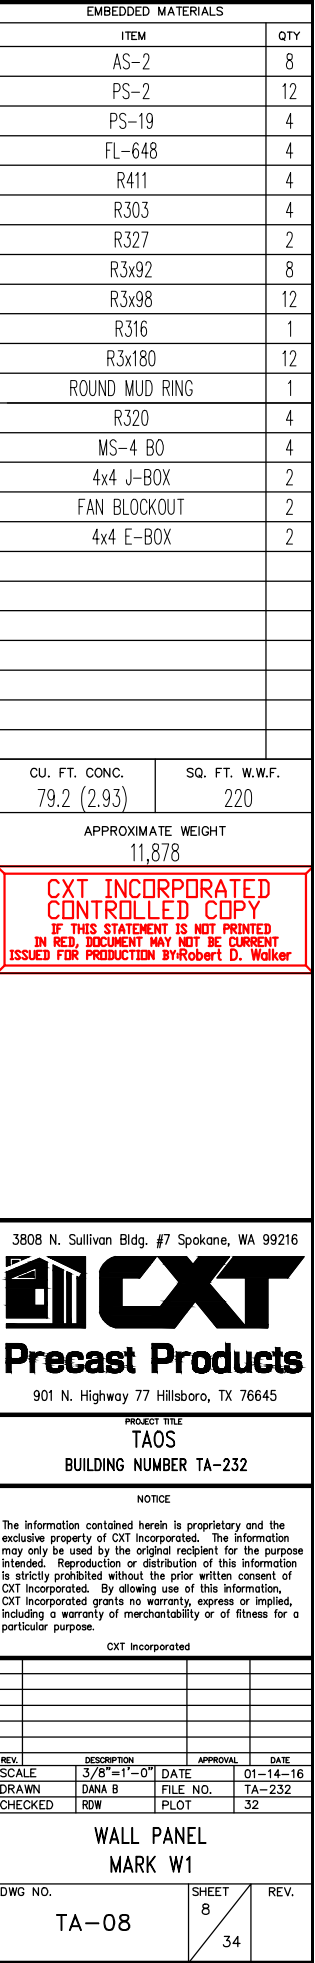 EMBEDDED MATERIALS
ITEM QTY
AS-2 8
PS-2 12
PS-19 4
FL-648 4
R411 4
R303 4
R327 2
R3x92 8
R3x98 12
R316 1
R3x180 12
ROUND MUD RING 1
R320 4
MS-4 BO 4
4x4 J-BOX 2
FAN BLOCKOUT 2
4x4 E-BOX 2
CU. FT. CONC. SQ. FT. W.W.F.
79.2 (2.93) 220
APPROXIMATE WEIGHT
11,878
CXT INCORPORATED
CONTROLLED COPY
IF THIS STATEMENT IS NOT PRINTED
IN RED, DOCUMENT MAY NOT BE CURRENT
ISSUED FOR PRODUCTION BY:Robert D. Walker
3808 N. Sullivan Bldg. #7 Spokane, WA 99216
CXT
Precast Products
901 N. Highway 77 Hillsboro, TX 76645
PROJECT TITLE
TAOS
BUILDING NUMBER TA-232
NOTICE
The information contained herein is proprietary and the
exclusive property of CXT Incorporated. The information
may only be used by the original recipient for the purpose
intended. Reproduction or distribution of this information
is strictly prohibited without the prior written consent of
CXT Incorporated. By allowing use of this information,
CXT Incorporated grants no warranty, express or implied,
including a warranty of merchantability or of fitness for a
particular purpose.
CXT Incorporated
REV. DESCRIPTION APPROVAL DATE
SCALE 3/8"=1'-0" DATE 01-14-16
DRAWN DANA B FILE NO. TA-232
CHECKED RDW PLOT 32
WALL PANEL
MARK W1
DWG NO. SHEET REV.
TA-08 8/34